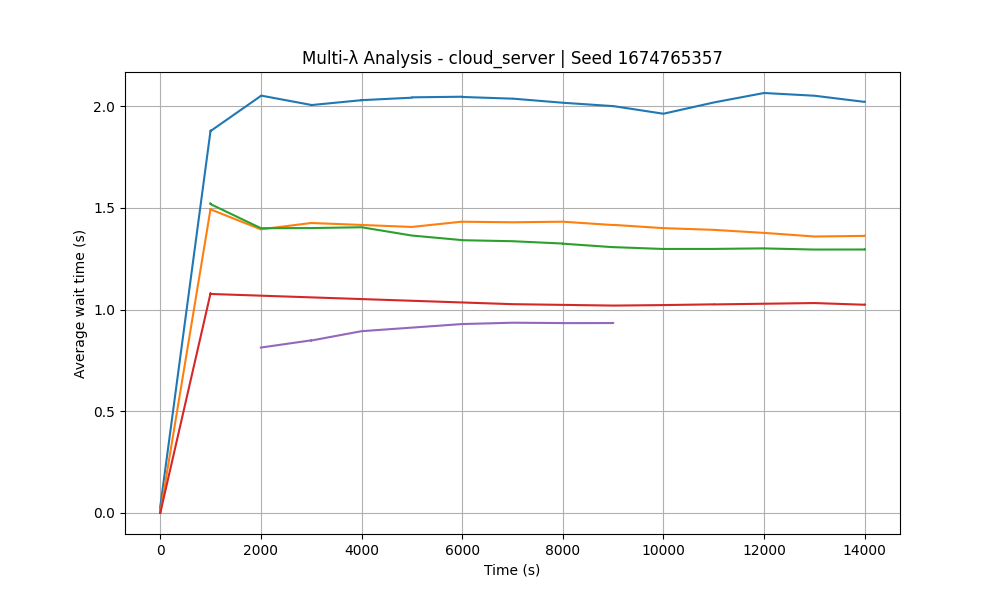 Multi-λ Analysis - cloud_server | Seed 1674765357
2.0
1.5
1.0
0.5
0.0
Average wait time (s)
0 2000 4000 6000 8000 10000 12000 14000
Time (s)